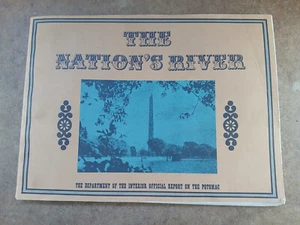 THE
NATION'S RIVER
THE DEPARTMENT OF THE INTERIOR OFFICIAL REPORT ON THE POTOMAC